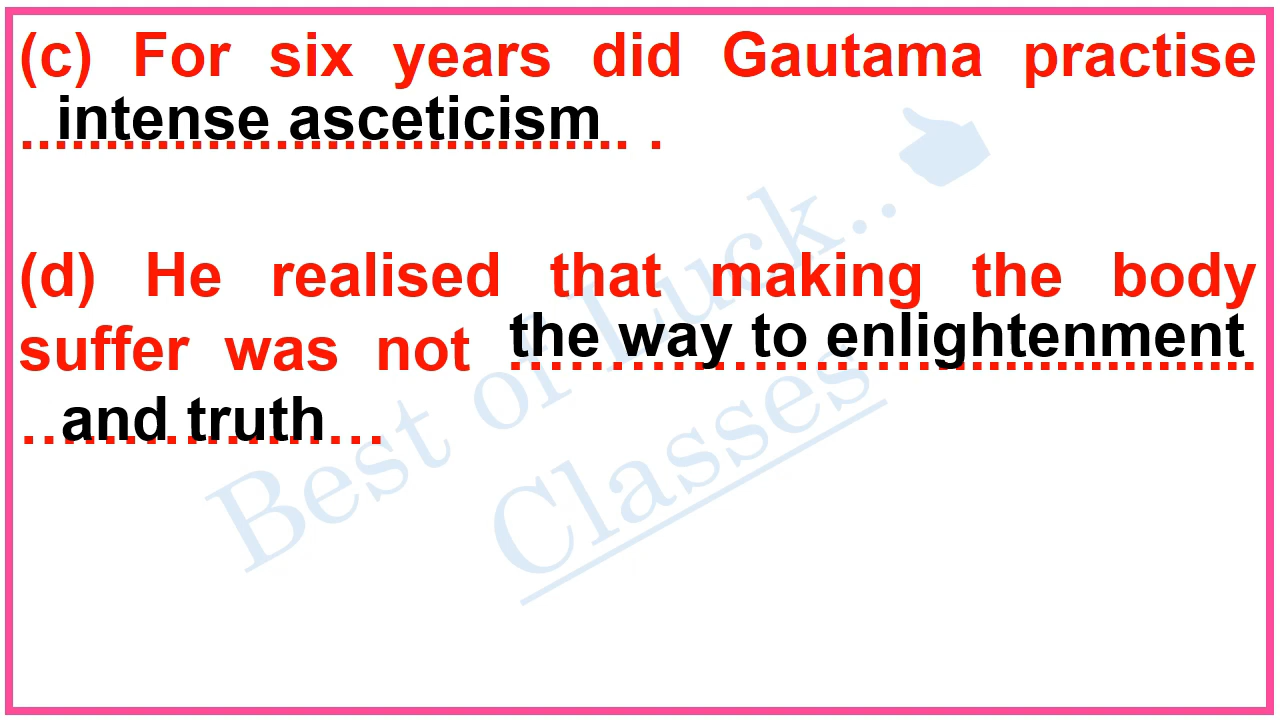 (c) For six years did Gautama practise
..intense asceticism.. .
(d) He realised that making the body
suffer was not the way to enlightenment
..and truth...
Best of Luck..
Classes